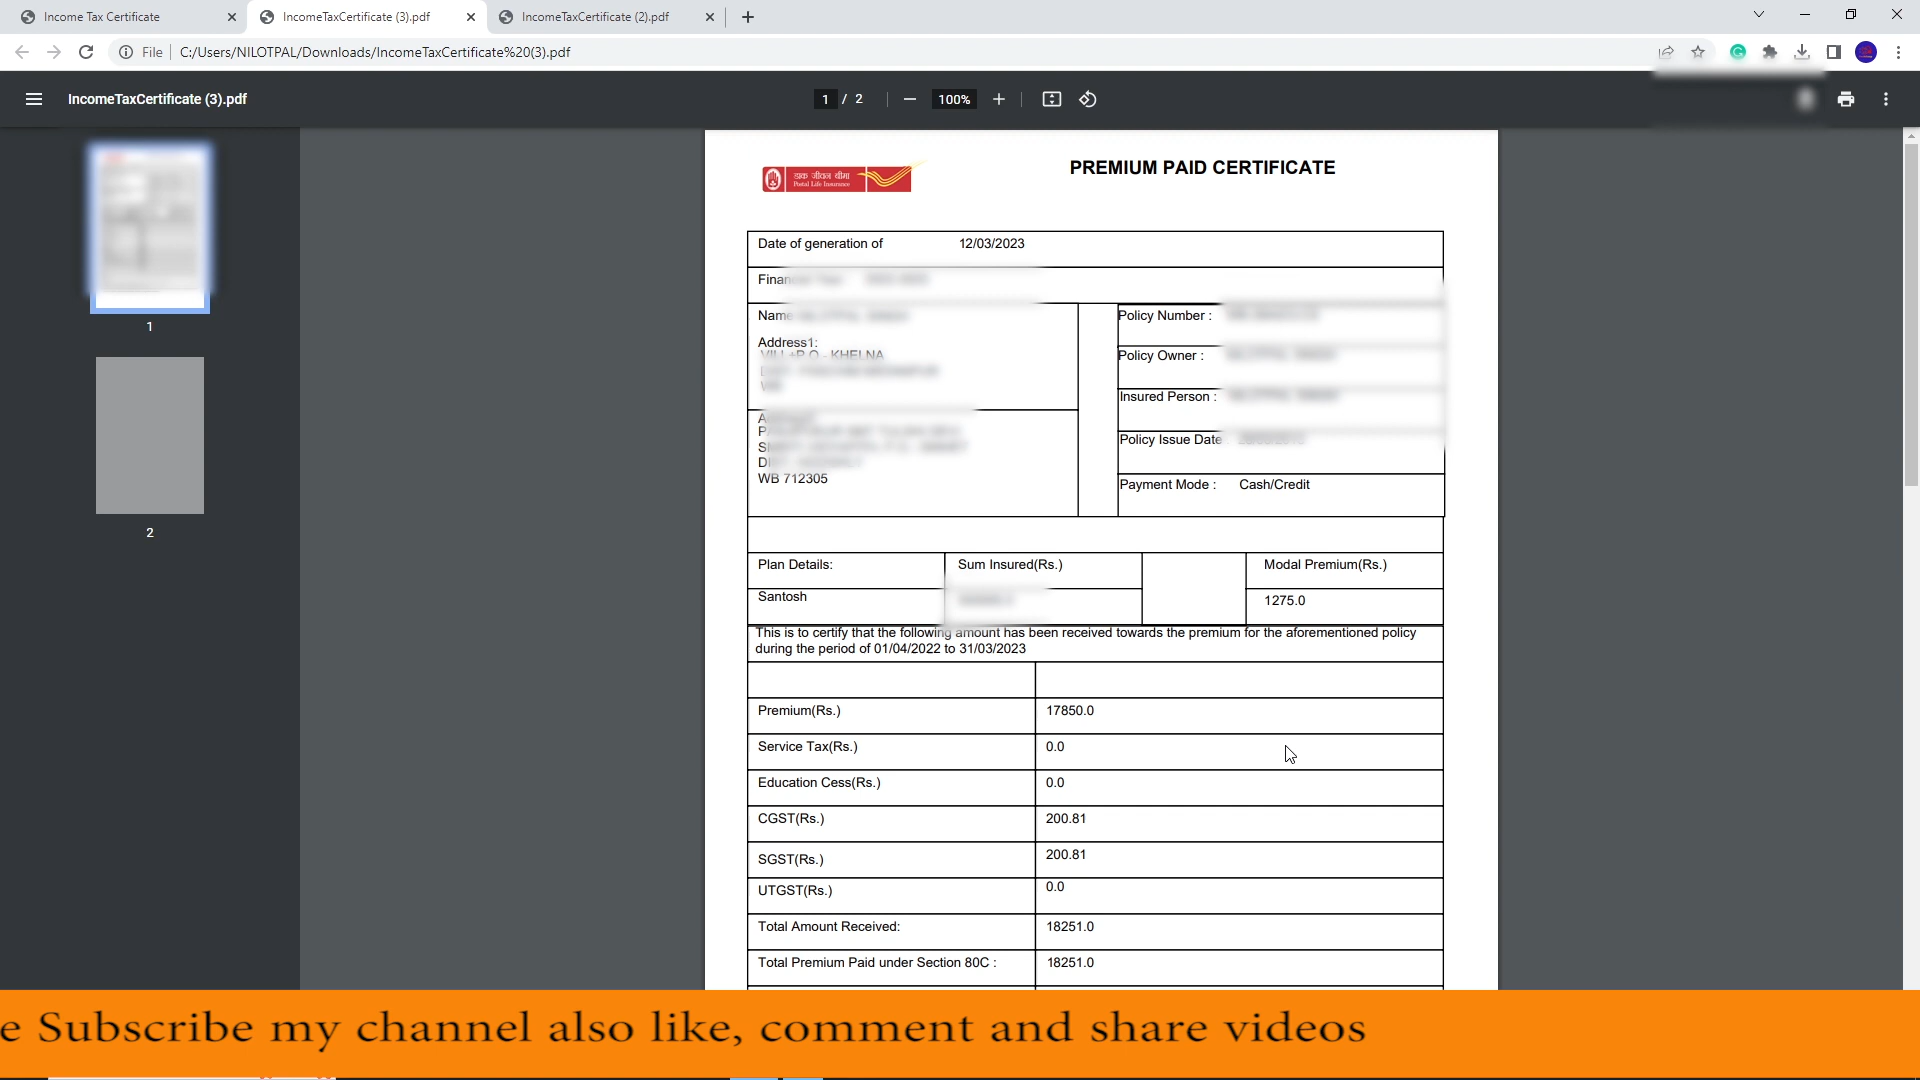 Income Tax Certificate
IncomeTaxCertificate (3).pdf
IncomeTaxCertificate (2).pdf
File
C:/Users/NILOTPAL/Downloads/IncomeTaxCertificate%20(3).pdf
IncomeTaxCertificate (3).pdf
1 / 2
100%
1
2
डाक जीवन बीमा
Postal Life Insurance
PREMIUM PAID CERTIFICATE
Date of generation of 12/03/2023
Name
Policy Number :
Address1:
VILL+P.O - KHELNA
Policy Owner :
Insured Person :
Policy Issue Date
WB 712305
Payment Mode : Cash/Credit
Plan Details: Sum Insured(Rs.) Modal Premium(Rs.)
Santosh 1275.0
This is to certify that the following amount has been received towards the premium for the aforementioned policy
during the period of 01/04/2022 to 31/03/2023
Premium(Rs.) 17850.0
Service Tax(Rs.) 0.0
Education Cess(Rs.) 0.0
CGST(Rs.) 200.81
SGST(Rs.) 200.81
UTGST(Rs.) 0.0
Total Amount Received: 18251.0
Total Premium Paid under Section 80C : 18251.0
e Subscribe my channel also like, comment and share videos